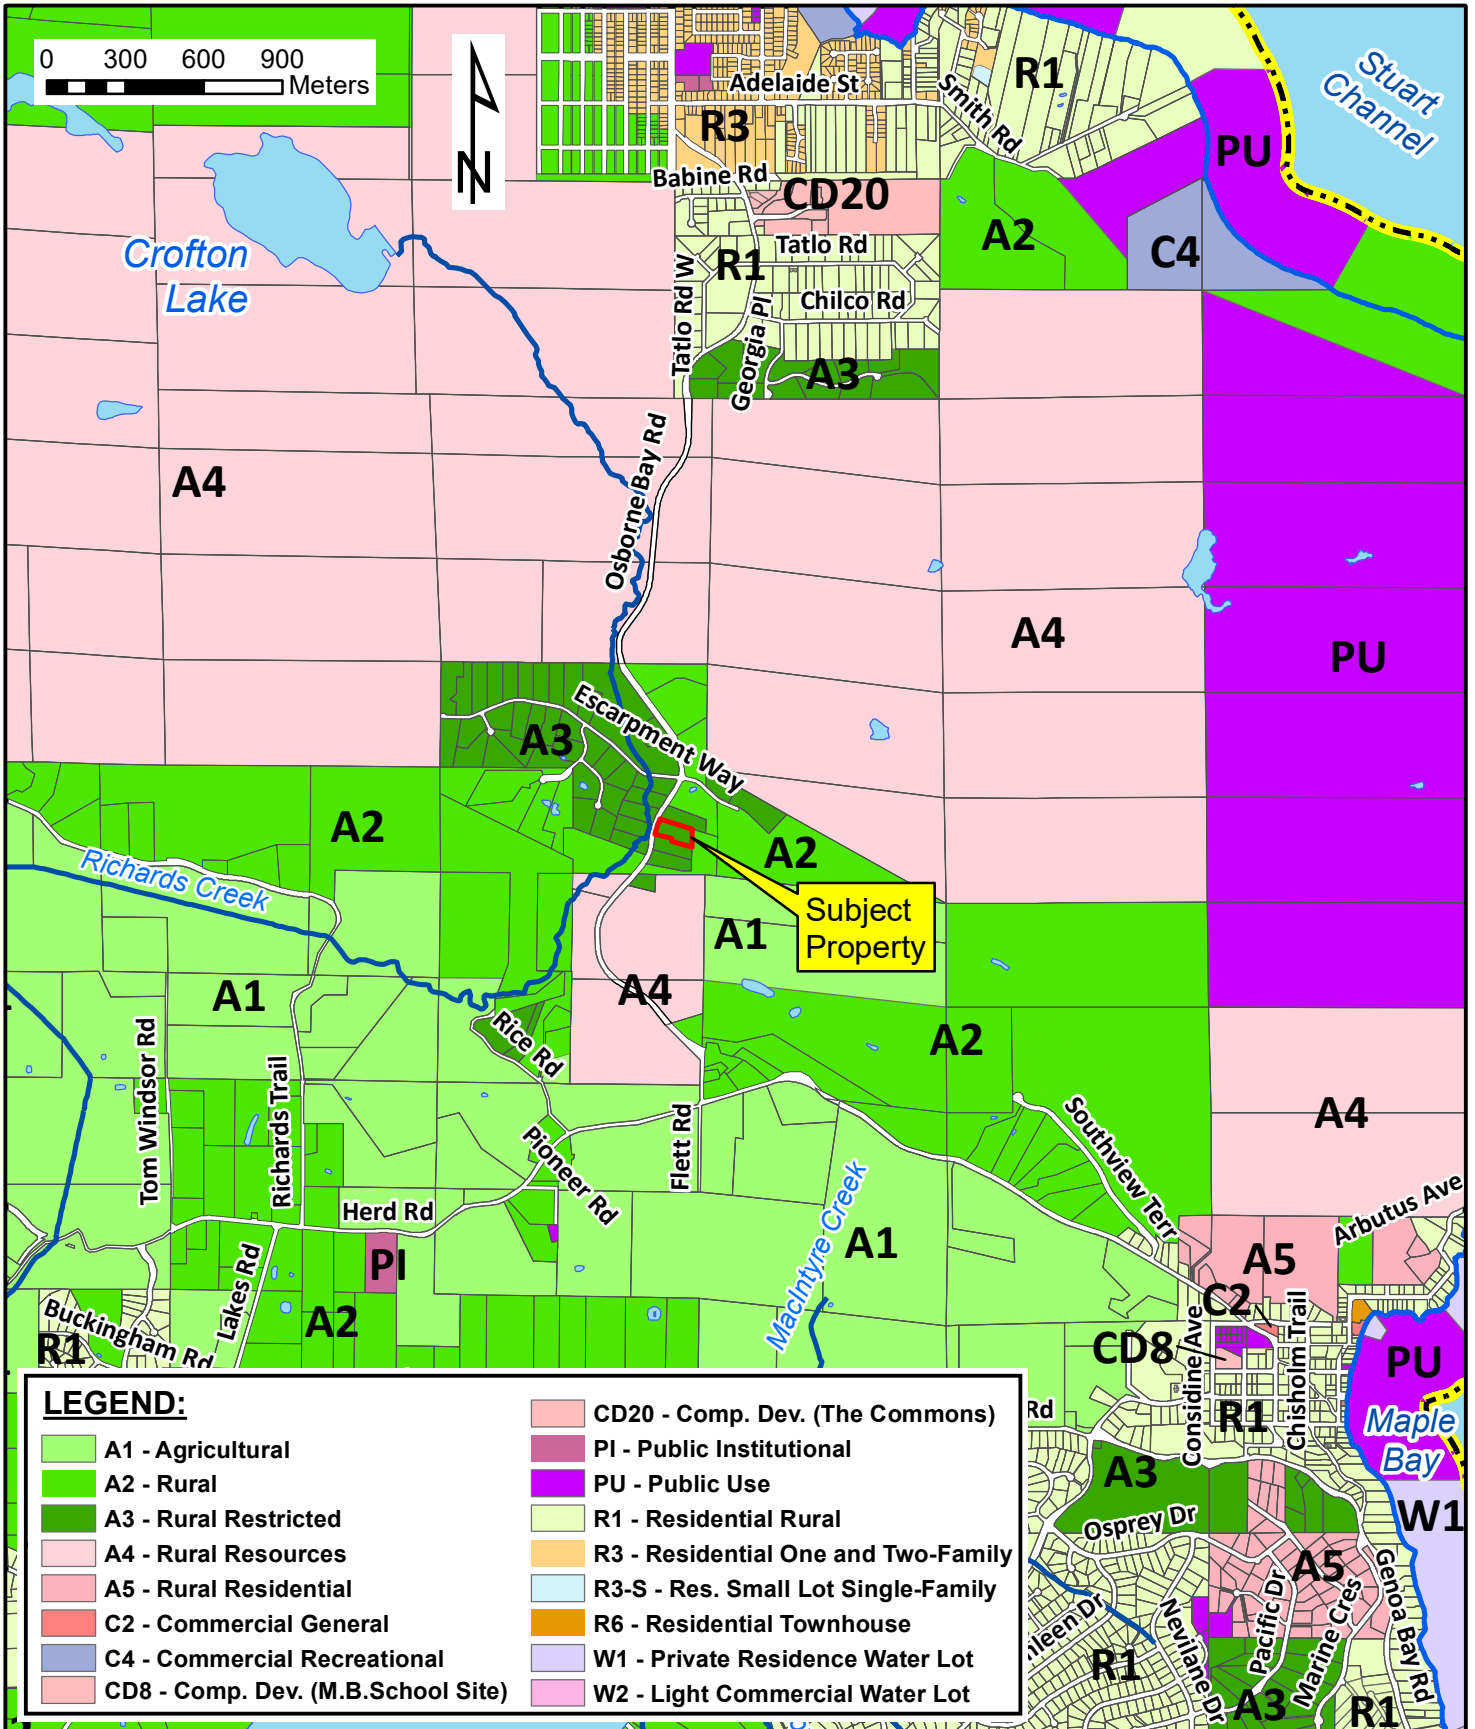 0 300 600 900
Meters
N
Adelaide St
Smith Rd
R1
Stuart
Channel
R3
PU
Babine Rd
CD20
A2
C4
Crofton
Lake
Tatlo Rd
R1
Tatlo Rd W
Chilco Rd
Georgia Pl
A3
Osborne Bay Rd
A4
A4
PU
Escarpment Way
A3
A2
A2
Richards Creek
Subject
Property
A1
A1
A4
A2
Rice Rd
Tom Windsor Rd
Richards Trail
Flett Rd
Pioneer Rd
Southview Terr
A4
Herd Rd
MacIntyre Creek
A1
Arbutus Ave
Lakes Rd
PI
A5
C2
A2
Buckingham Rd
R1
CD8
Considine Ave
Chisholm Trail
PU
R1
Maple
Bay
Rd
A3
Osprey Dr
W1
A5
Genoa Bay Rd
Pacific Dr
Marine Cres
Nevilane Dr
R1
A3
R1
LEGEND:
A1 - Agricultural
A2 - Rural
A3 - Rural Restricted
A4 - Rural Resources
A5 - Rural Residential
C2 - Commercial General
C4 - Commercial Recreational
CD8 - Comp. Dev. (M.B.School Site)
CD20 - Comp. Dev. (The Commons)
PI - Public Institutional
PU - Public Use
R1 - Residential Rural
R3 - Residential One and Two-Family
R3-S - Res. Small Lot Single-Family
R6 - Residential Townhouse
W1 - Private Residence Water Lot
W2 - Light Commercial Water Lot